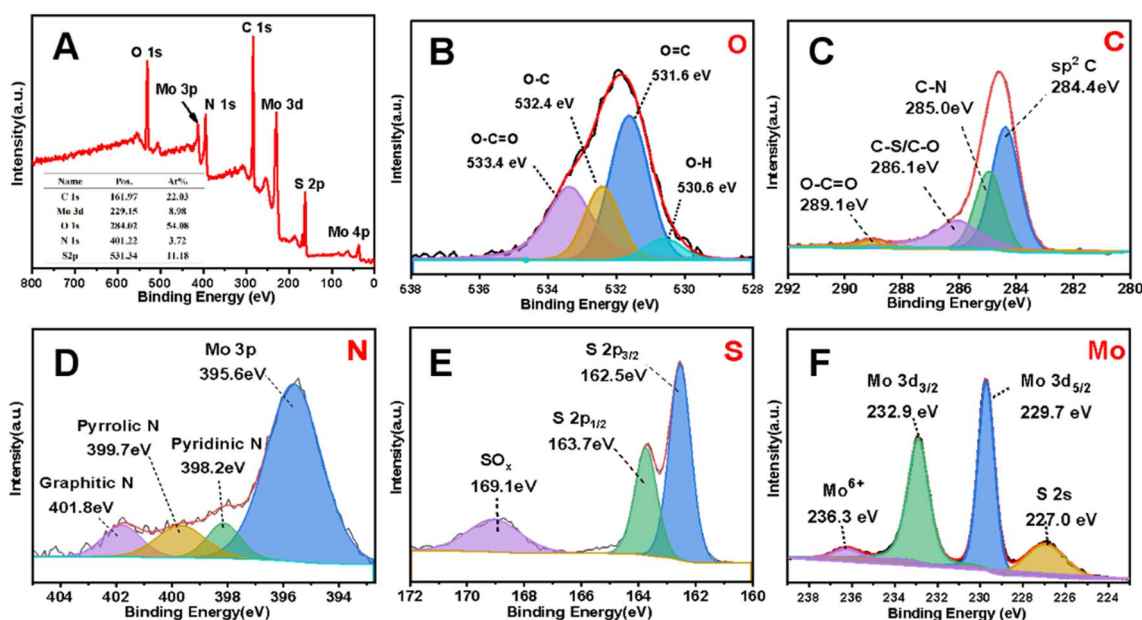 A
O 1s
C 1s
Mo 3p
N 1s
Mo 3d
S 2p
Mo 4p
Name Pos. At%
C 1s 161.97 22.03
Mo 3d 229.15 8.98
O 1s 284.02 54.08
N 1s 401.22 3.72
S2p 531.34 11.18
Intensity(a.u.)
800 700 600 500 400 300 200 100 0
Binding Energy (eV)
B
O
O=C
531.6 eV
O-C
532.4 eV
O-C=O
533.4 eV
O-H
530.6 eV
Intensity(a.u.)
538 536 534 532 530 528
Binding Energy (eV)
C
C
sp² C
284.4eV
C-N
285.0eV
C-S/C-O
286.1eV
O-C=O
289.1eV
Intensity(a.u.)
292 290 288 286 284 282 280
Binding Energy (eV)
D
N
Mo 3p
395.6eV
Pyrrolic N
399.7eV
Pyridinic N
398.2eV
Graphitic N
401.8eV
Intensity(a.u.)
404 402 400 398 396 394
Binding Energy(eV)
E
S
S 2p3/2
162.5eV
S 2p1/2
163.7eV
SOx
169.1eV
Intensity(a.u.)
172 170 168 166 164 162 160
Binding Energy(eV)
F
Mo
Mo 3d3/2
232.9 eV
Mo 3d5/2
229.7 eV
Mo6+
236.3 eV
S 2s
227.0 eV
Intensity(a.u.)
238 236 234 232 230 228 226 224
Binding Energy(eV)